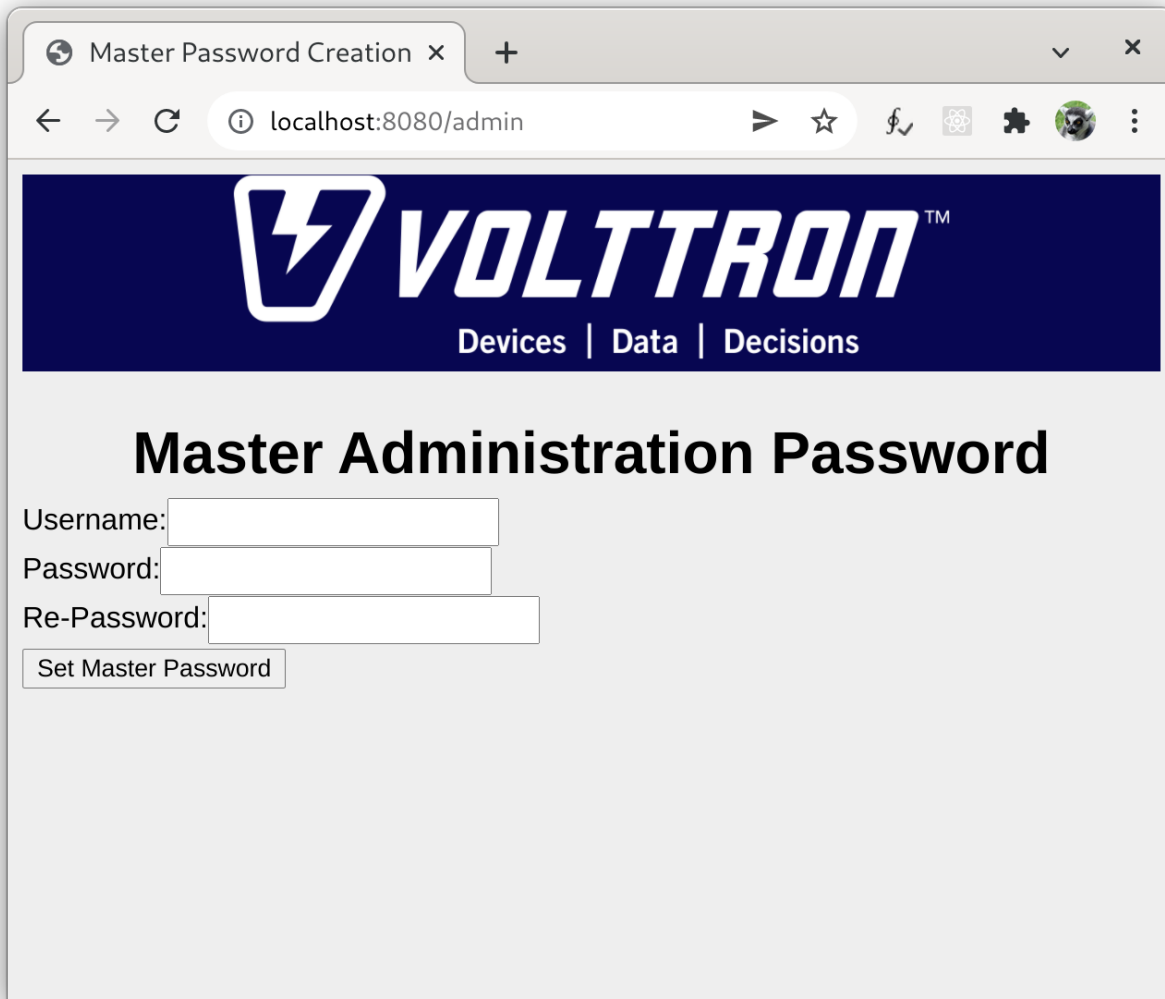 Master Password Creation
localhost:8080/admin
VOLTTRON™
Devices | Data | Decisions
Master Administration Password
Username:
Password:
Re-Password:
Set Master Password